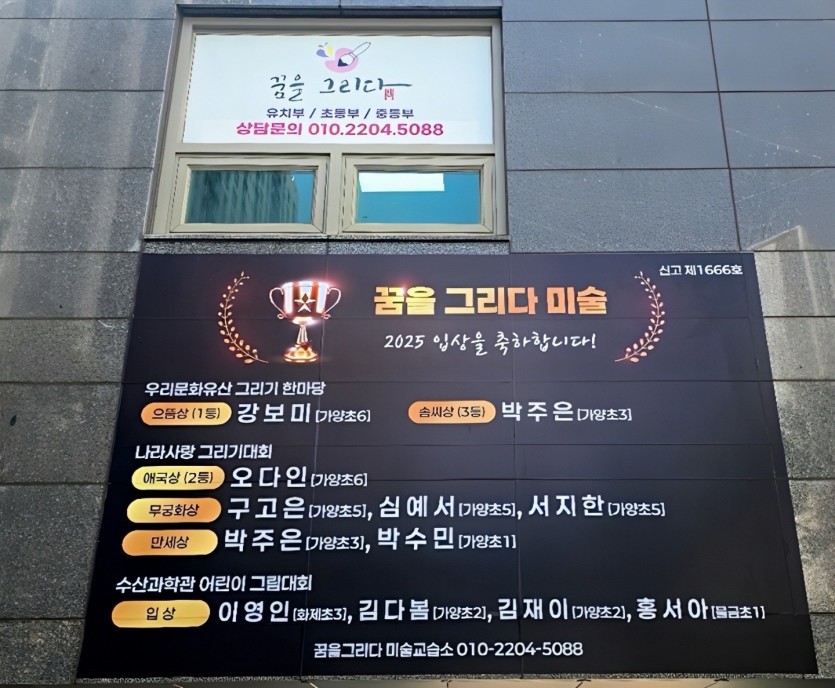 꿈을 그리다
유치부 / 초등부 / 중등부
상담문의 010.2204.5088
신고 제1666호
꿈을 그리다 미술
2025 입상을 축하합니다!
우리문화유산 그리기 한마당
으뜸상 (1등) 강보미 [가양초6] 솜씨상 (3등) 박주은 [가양초3]
나라사랑 그리기대회
애국상 (2등) 오다인 [가양초6]
무궁화상 구고은 [가양초5], 심예서 [가양초5], 서지한 [가양초5]
만세상 박주은 [가양초3], 박수민 [가양초1]
수산과학관 어린이 그림대회
입상 이영인 [화제초3], 김다봄 [가양초2], 김재이 [가양초2], 홍서아 [물금초1]
꿈을그리다 미술교습소 010-2204-5088